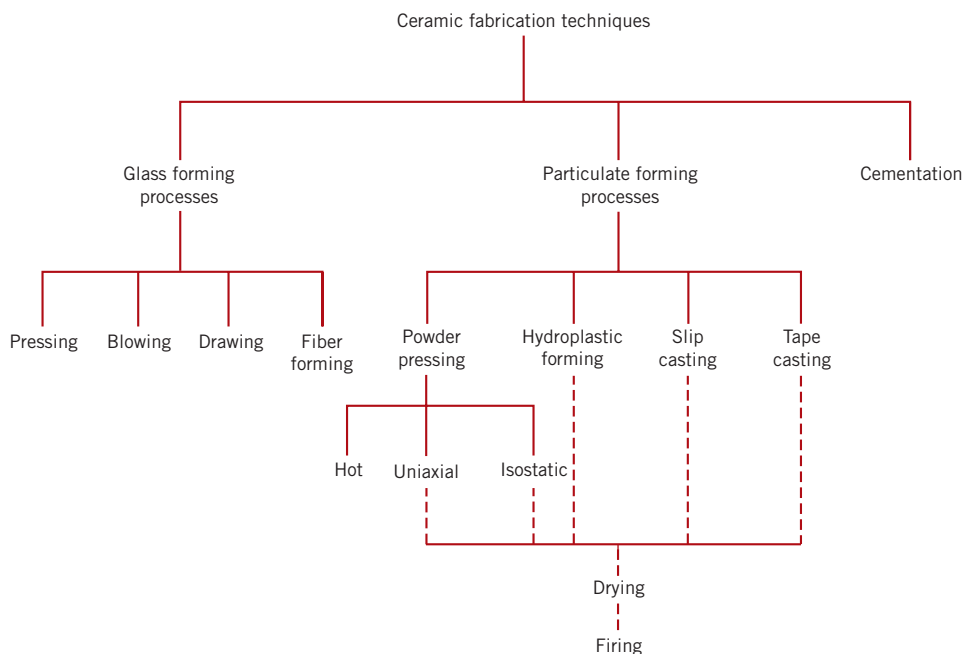 Ceramic fabrication techniques
Glass forming
processes
Particulate forming
processes
Cementation
Pressing
Blowing
Drawing
Fiber
forming
Powder
pressing
Hydroplastic
forming
Slip
casting
Tape
casting
Hot
Uniaxial
Isostatic
Drying
Firing